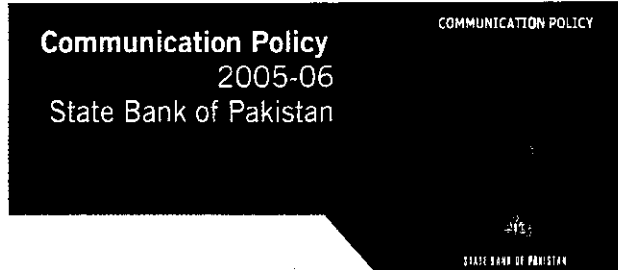 Communication Policy
2005-06
State Bank of Pakistan
COMMUNICATION POLICY
STATE BANK OF PAKISTAN